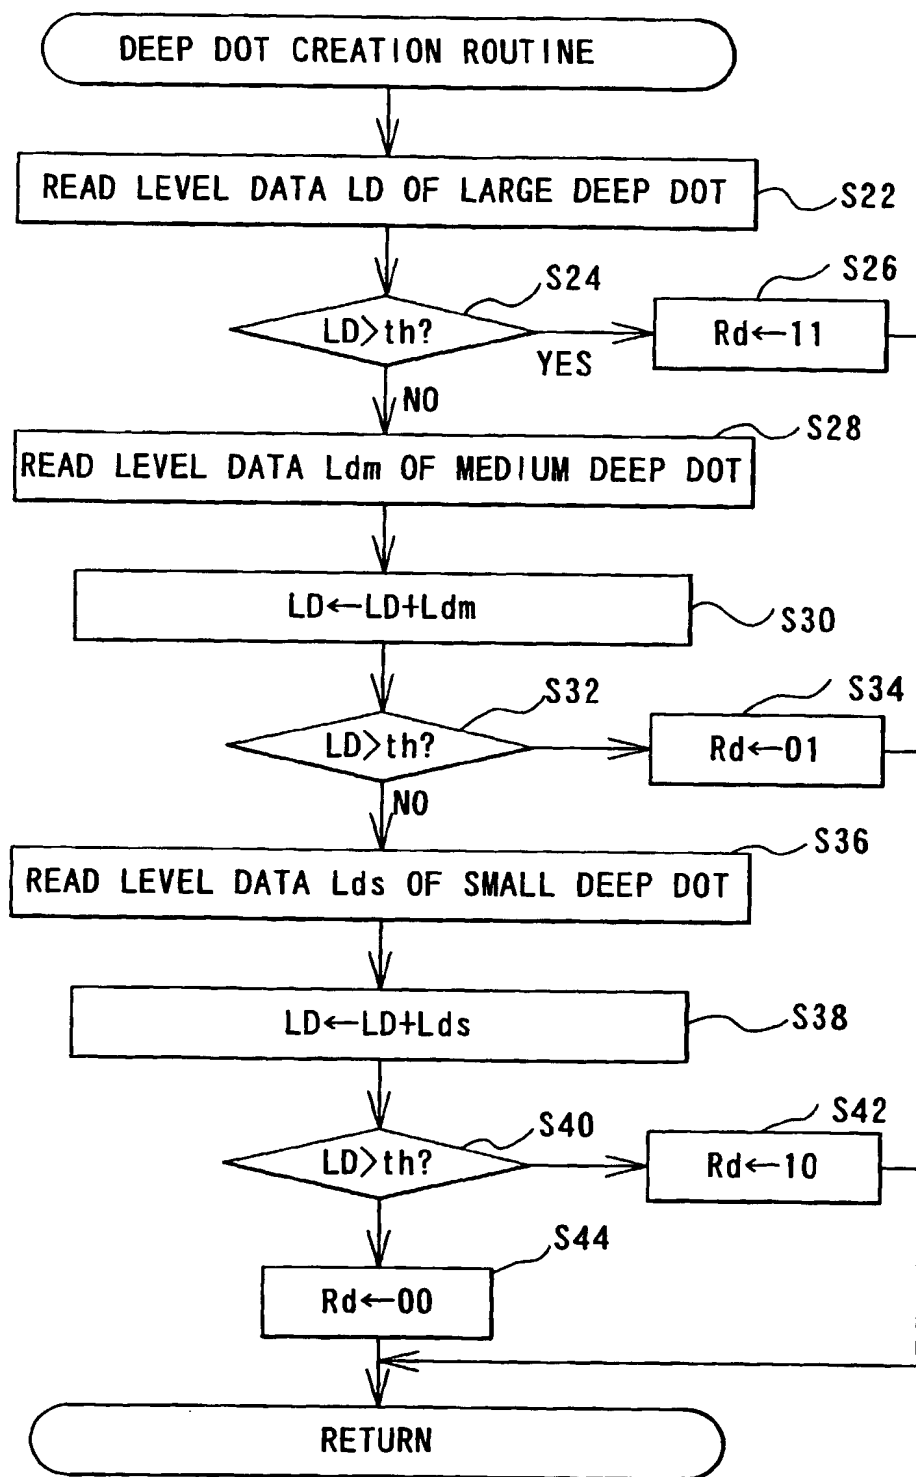 DEEP DOT CREATION ROUTINE
READ LEVEL DATA LD OF LARGE DEEP DOT
S22
S24
S26
LD>th?
YES
Rd←11
NO
S28
READ LEVEL DATA Ldm OF MEDIUM DEEP DOT
LD←LD+Ldm
S30
S32
S34
LD>th?
Rd←01
NO
S36
READ LEVEL DATA Lds OF SMALL DEEP DOT
LD←LD+Lds
S38
S40
S42
LD>th?
Rd←10
S44
Rd←00
RETURN